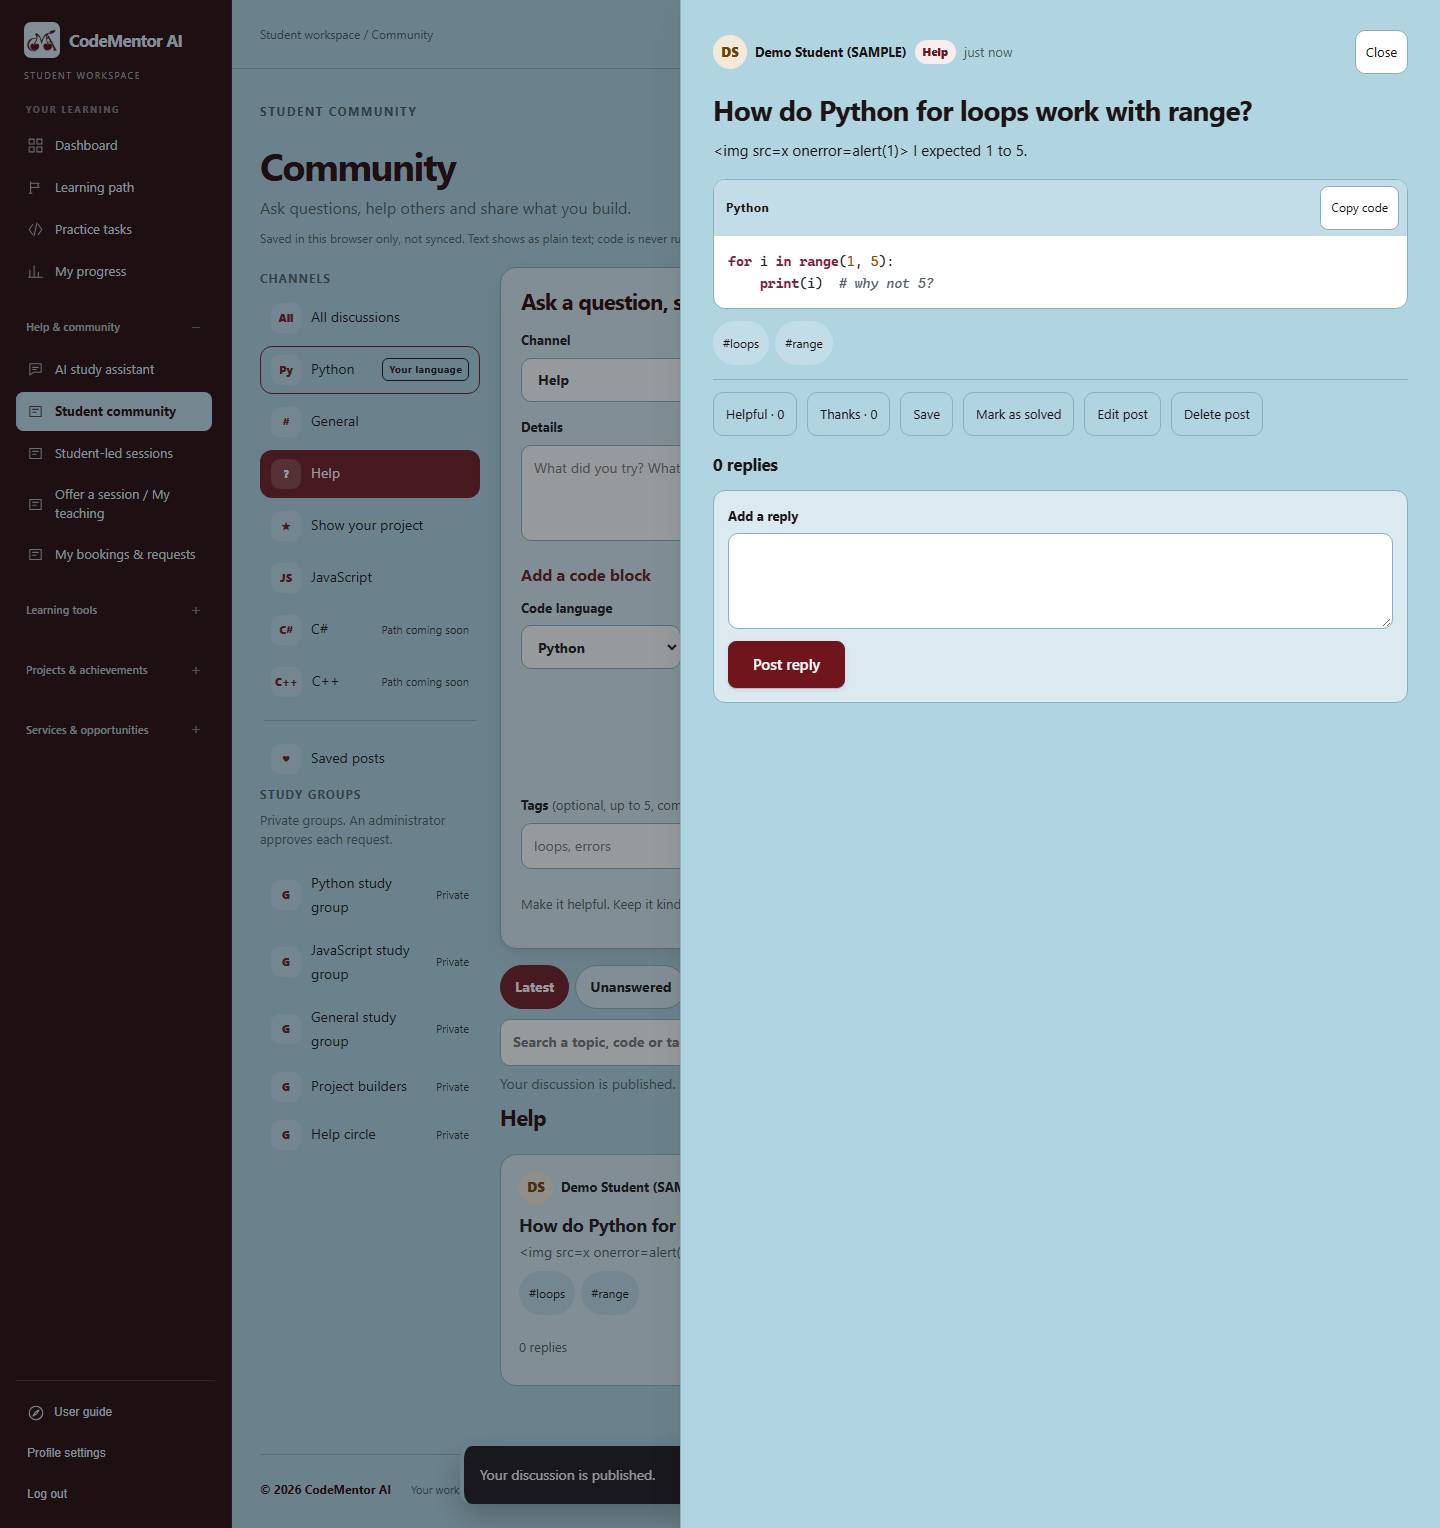 CodeMentor AI
STUDENT WORKSPACE
YOUR LEARNING
Dashboard
Learning path
Practice tasks
My progress
Help & community
AI study assistant
Student community
Student-led sessions
Offer a session / My
teaching
My bookings & requests
Learning tools
Projects & achievements
Services & opportunities
User guide
Profile settings
Log out
Student workspace / Community
STUDENT COMMUNITY
Community
Ask questions, help others and share what you build.
Saved in this browser only, not synced. Text shows as plain text; code is never ru
CHANNELS
All All discussions
Py Python Your language
# General
? Help
★ Show your project
JS JavaScript
C# C# Path coming soon
C++ C++ Path coming soon
♥ Saved posts
STUDY GROUPS
Private groups. An administrator
approves each request.
G Python study
group Private
G JavaScript study
group Private
G General study
group Private
G Project builders Private
G Help circle Private
Ask a question, s
Channel
Help
Details
What did you try? What
Add a code block
Code language
Python
Tags (optional, up to 5, com
loops, errors
Make it helpful. Keep it kind
Latest Unanswered
Search a topic, code or ta
Your discussion is published.
Help
DS Demo Student (SAM
How do Python for
<img src=x onerror=alert(
#loops #range
0 replies
© 2026 CodeMentor AI Your work
Your discussion is published.
DS Demo Student (SAMPLE) Help just now
Close
How do Python for loops work with range?
<img src=x onerror=alert(1)> I expected 1 to 5.
Python Copy code
for i in range(1, 5):
    print(i)  # why not 5?
#loops #range
Helpful · 0 Thanks · 0 Save Mark as solved Edit post Delete post
0 replies
Add a reply
Post reply